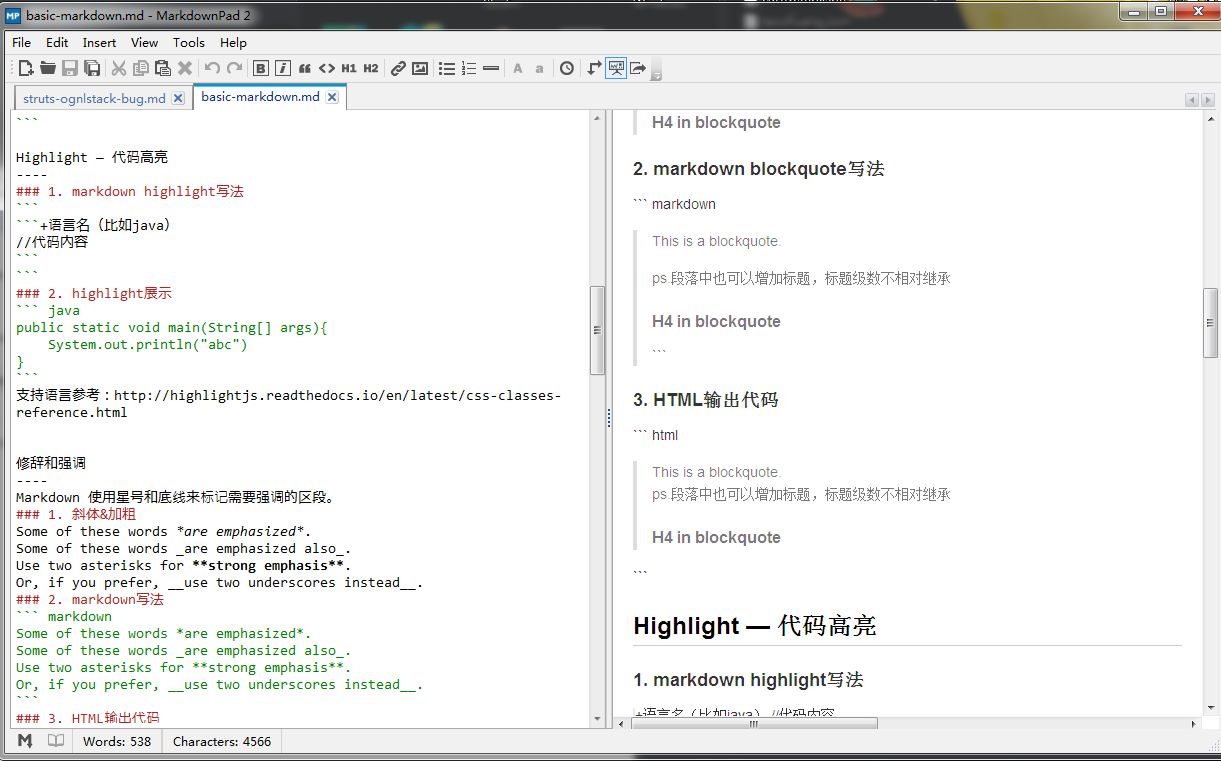 basic-markdown.md - MarkdownPad 2
File Edit Insert View Tools Help
B i “ <> H1 H2 A a
struts-ognlstack-bug.md basic-markdown.md
```
Highlight — 代码高亮
----
### 1. markdown highlight写法
```
```+语言名（比如java）
//代码内容
```
```
### 2. highlight展示
``` java
public static void main(String[] args){
System.out.println("abc")
}
```
支持语言参考：http://highlightjs.readthedocs.io/en/latest/css-classes-
reference.html
修辞和强调
----
Markdown 使用星号和底线来标记需要强调的区段。
### 1. 斜体&加粗
Some of these words *are emphasized*.
Some of these words _are emphasized also_.
Use two asterisks for **strong emphasis**.
Or, if you prefer, __use two underscores instead__.
### 2. markdown写法
``` markdown
Some of these words *are emphasized*.
Some of these words _are emphasized also_.
Use two asterisks for **strong emphasis**.
Or, if you prefer, __use two underscores instead__.
```
### 3. HTML输出代码
H4 in blockquote
2. markdown blockquote写法
``` markdown
This is a blockquote.
ps.段落中也可以增加标题，标题级数不相对继承
H4 in blockquote
```
3. HTML输出代码
``` html
This is a blockquote.
ps.段落中也可以增加标题，标题级数不相对继承
H4 in blockquote
```
Highlight — 代码高亮
1. markdown highlight写法
+语言名（比如java） //代码内容
Words: 538 Characters: 4566